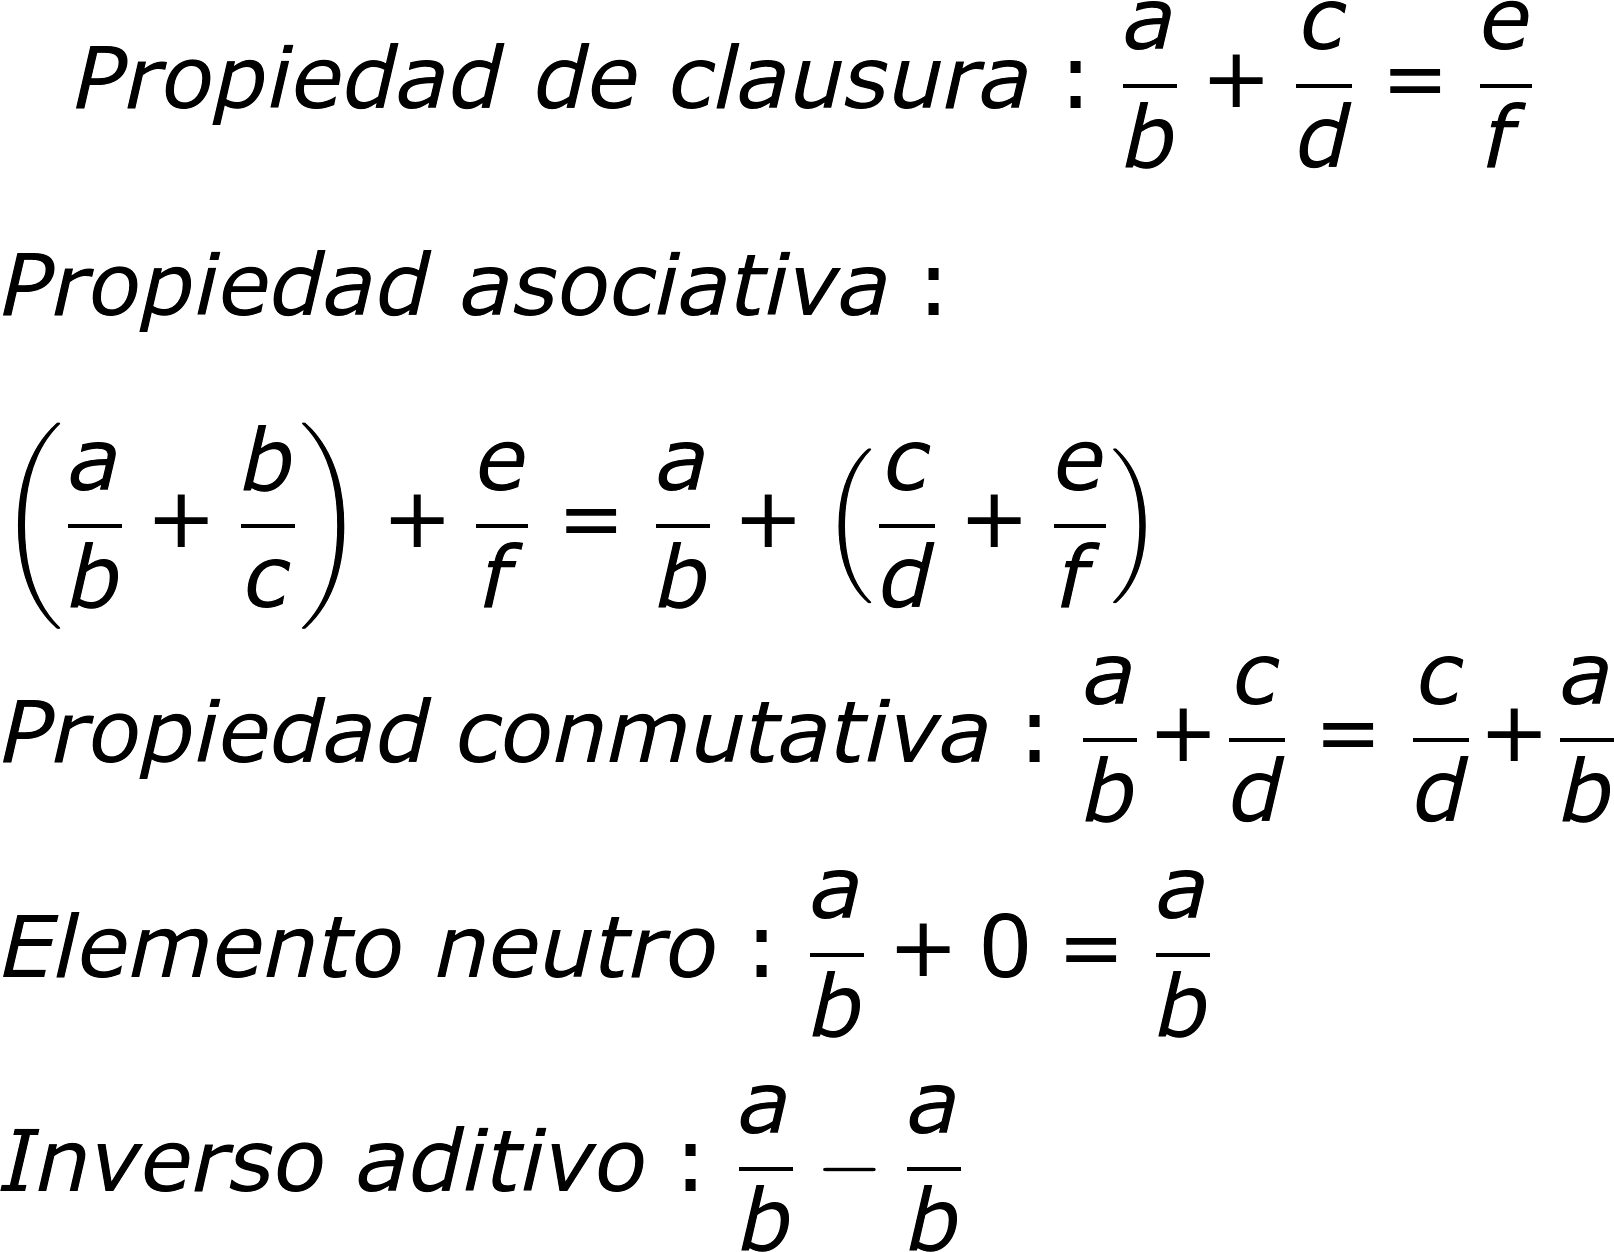 Propiedad de clausura : a/b + c/d = e/f
Propiedad asociativa :
(a/b + b/c) + e/f = a/b + (c/d + e/f)
Propiedad conmutativa : a/b + c/d = c/d + a/b
Elemento neutro : a/b + 0 = a/b
Inverso aditivo : a/b − a/b